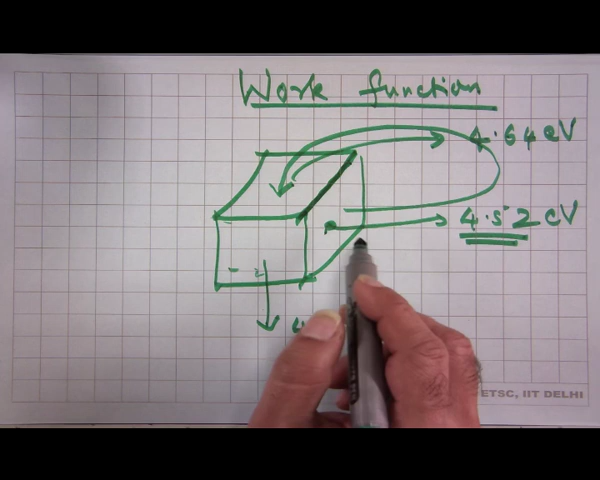 Work function
4.64 eV
4.52 eV
ETSC, IIT DELHI